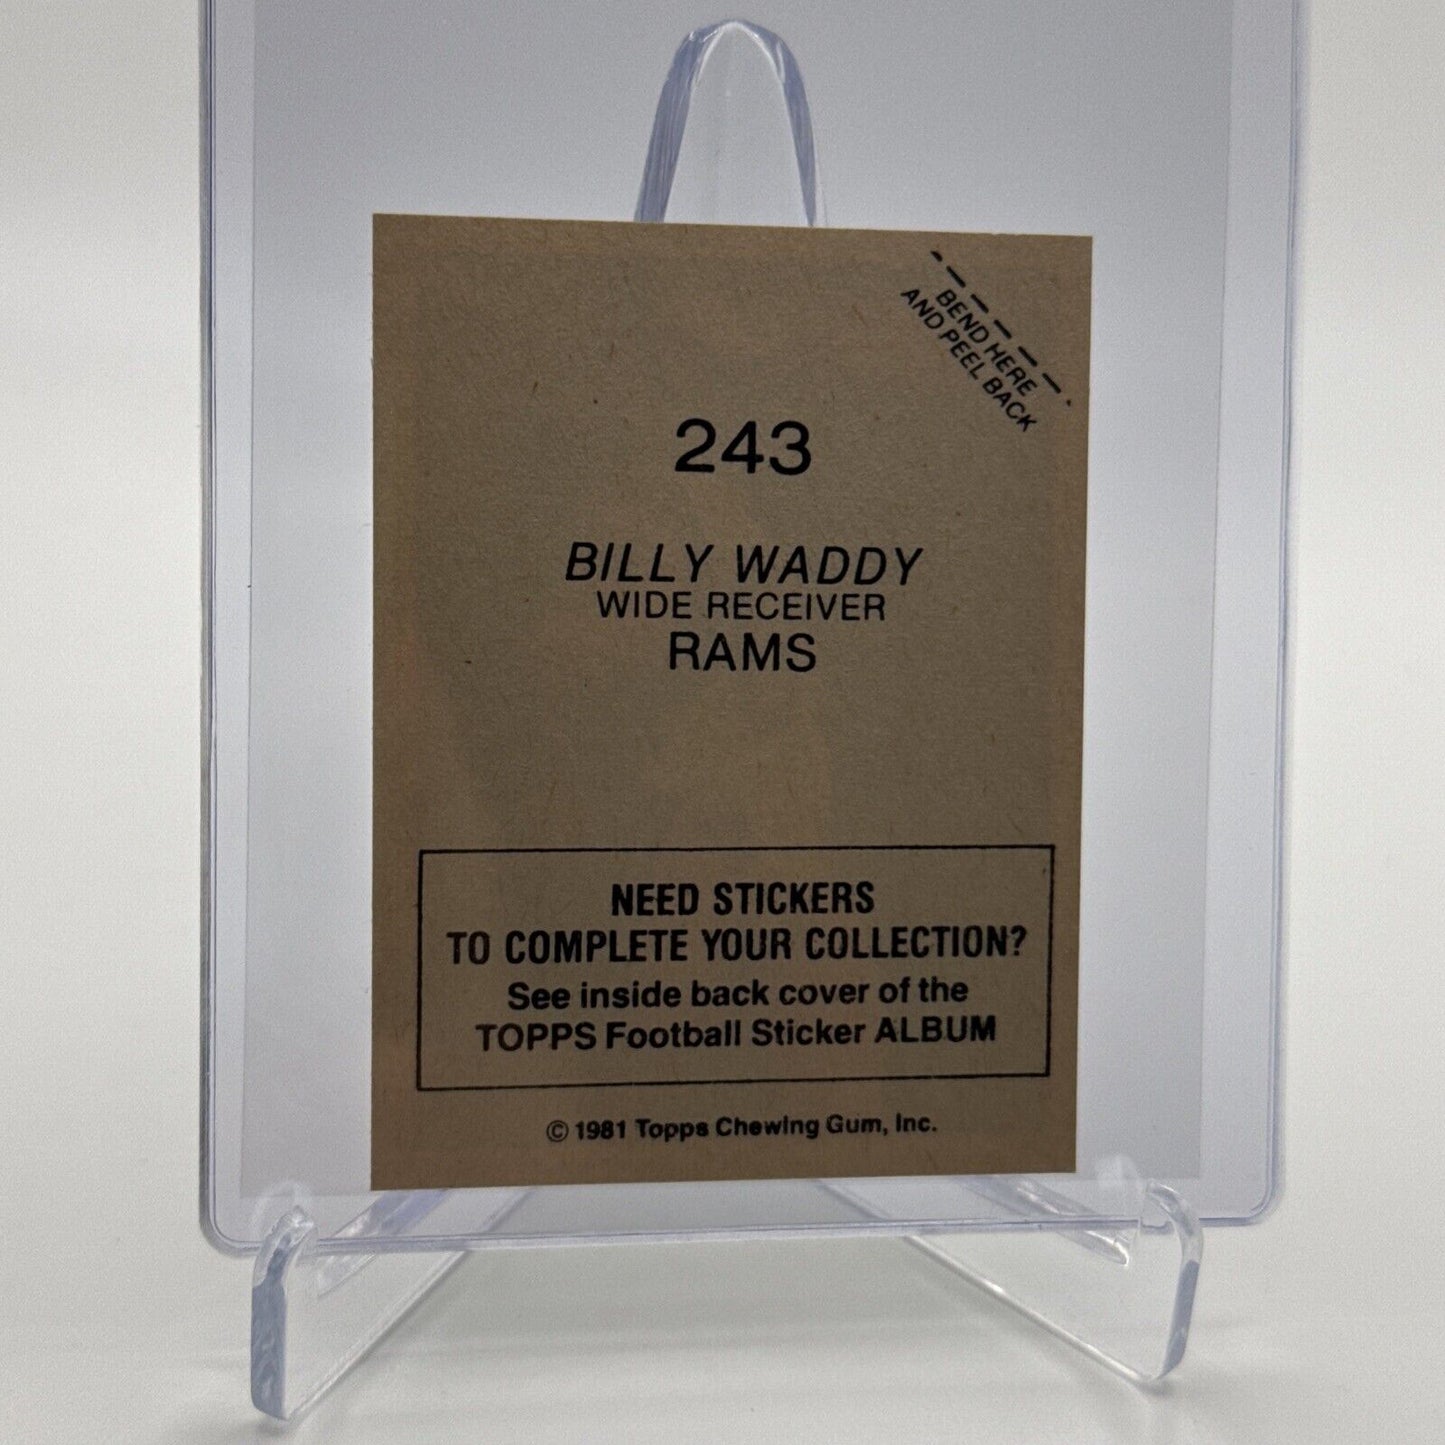 BEND HERE
AND PEEL BACK
243
BILLY WADDY
WIDE RECEIVER
RAMS
NEED STICKERS
TO COMPLETE YOUR COLLECTION?
See inside back cover of the
TOPPS Football Sticker ALBUM
© 1981 Topps Chewing Gum, Inc.